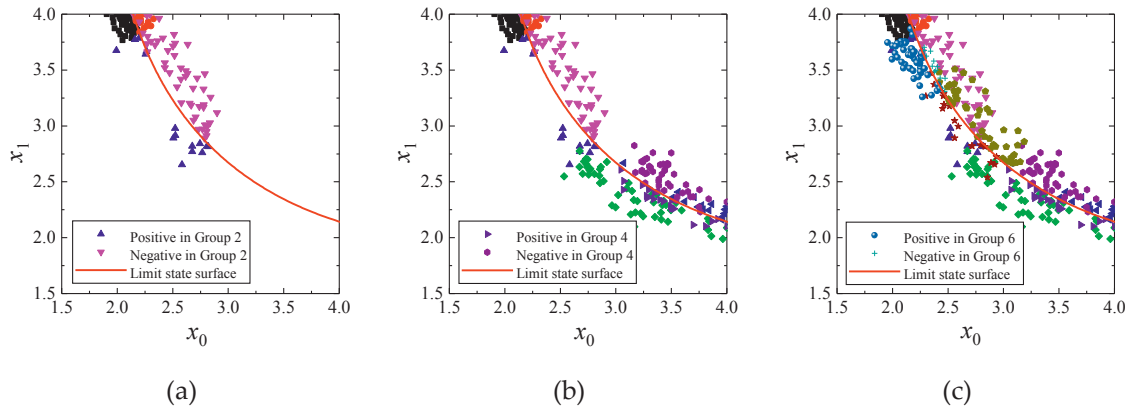 4.0
3.5
3.0
2.5
2.0
1.5
x1
Positive in Group 2
Negative in Group 2
Limit state surface
1.5 2.0 2.5 3.0 3.5 4.0
x0
(a)
4.0
3.5
3.0
2.5
2.0
1.5
x1
Positive in Group 4
Negative in Group 4
Limit state surface
1.5 2.0 2.5 3.0 3.5 4.0
x0
(b)
4.0
3.5
3.0
2.5
2.0
1.5
x1
Positive in Group 6
Negative in Group 6
Limit state surface
1.5 2.0 2.5 3.0 3.5 4.0
x0
(c)